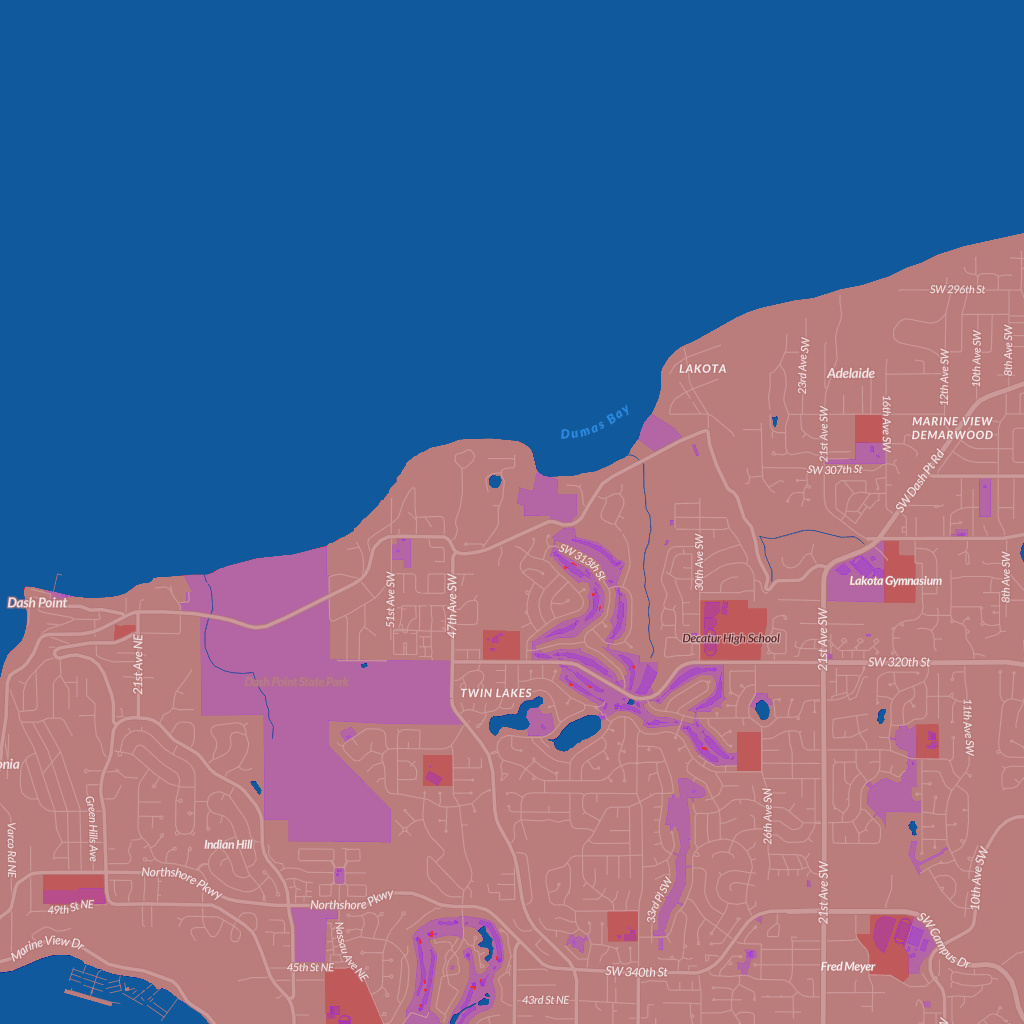 SW 296th St
LAKOTA
Adelaide
23rd Ave SW
12th Ave SW
10th Ave SW
8th Ave SW
Dumas Bay
21st Ave SW
16th Ave SW
MARINE VIEW
DEMARWOOD
SW 307th St
SW Dash Pt Rd
SW 313th St
30th Ave SW
51st Ave SW
47th Ave SW
Lakota Gymnasium
8th Ave SW
Dash Point
21st Ave NE
Decatur High School
21st Ave SW
SW 320th St
Dash Point State Park
TWIN LAKES
11th Ave SW
onia
Green Hills Ave
Varco Rd NE
Indian Hill
26th Ave SW
33rd Pl SW
21st Ave SW
10th Ave SW
Northshore Pkwy
Northshore Pkwy
49th St NE
Marine View Dr
Nassau Ave NE
45th St NE
SW 340th St
Fred Meyer
SW Campus Dr
43rd St NE